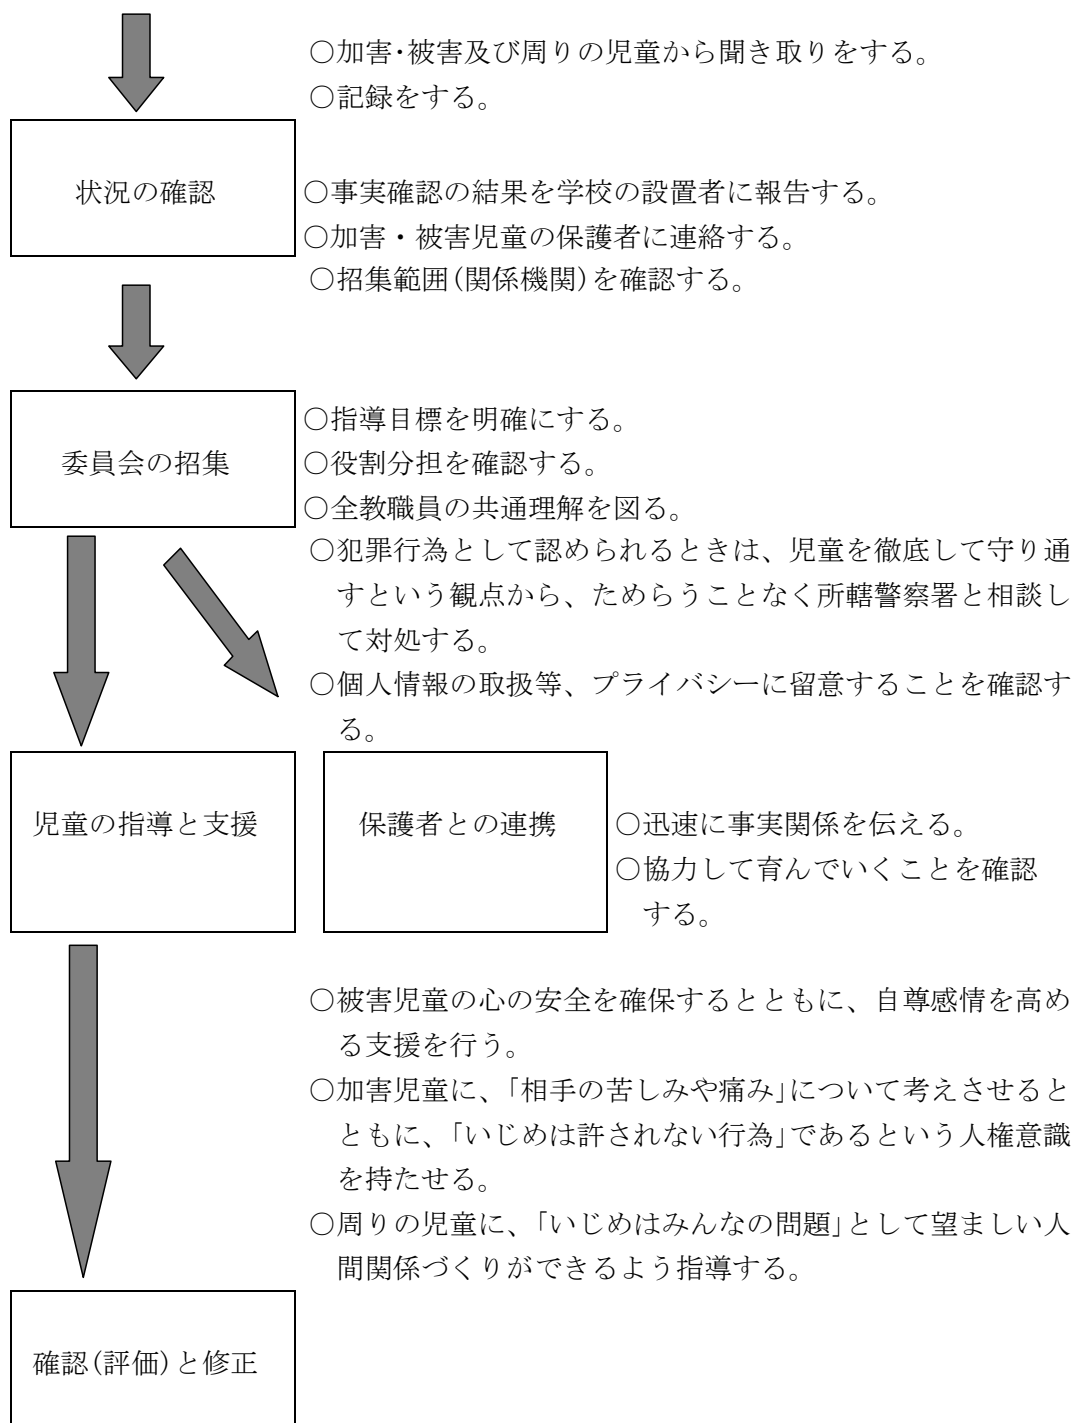 ○加害･被害及び周りの児童から聞き取りをする。
○記録をする。
状況の確認
○事実確認の結果を学校の設置者に報告する。
○加害・被害児童の保護者に連絡する。
○招集範囲(関係機関)を確認する。
委員会の招集
○指導目標を明確にする。
○役割分担を確認する。
○全教職員の共通理解を図る。
○犯罪行為として認められるときは、児童を徹底して守り通
すという観点から、ためらうことなく所轄警察署と相談し
て対処する。
○個人情報の取扱等、プライバシーに留意することを確認す
る。
児童の指導と支援
保護者との連携
○迅速に事実関係を伝える。
○協力して育んでいくことを確認
する。
○被害児童の心の安全を確保するとともに、自尊感情を高め
る支援を行う。
○加害児童に、｢相手の苦しみや痛み｣について考えさせると
ともに、｢いじめは許されない行為｣であるという人権意識
を持たせる。
○周りの児童に、｢いじめはみんなの問題｣として望ましい人
間関係づくりができるよう指導する。
確認(評価)と修正